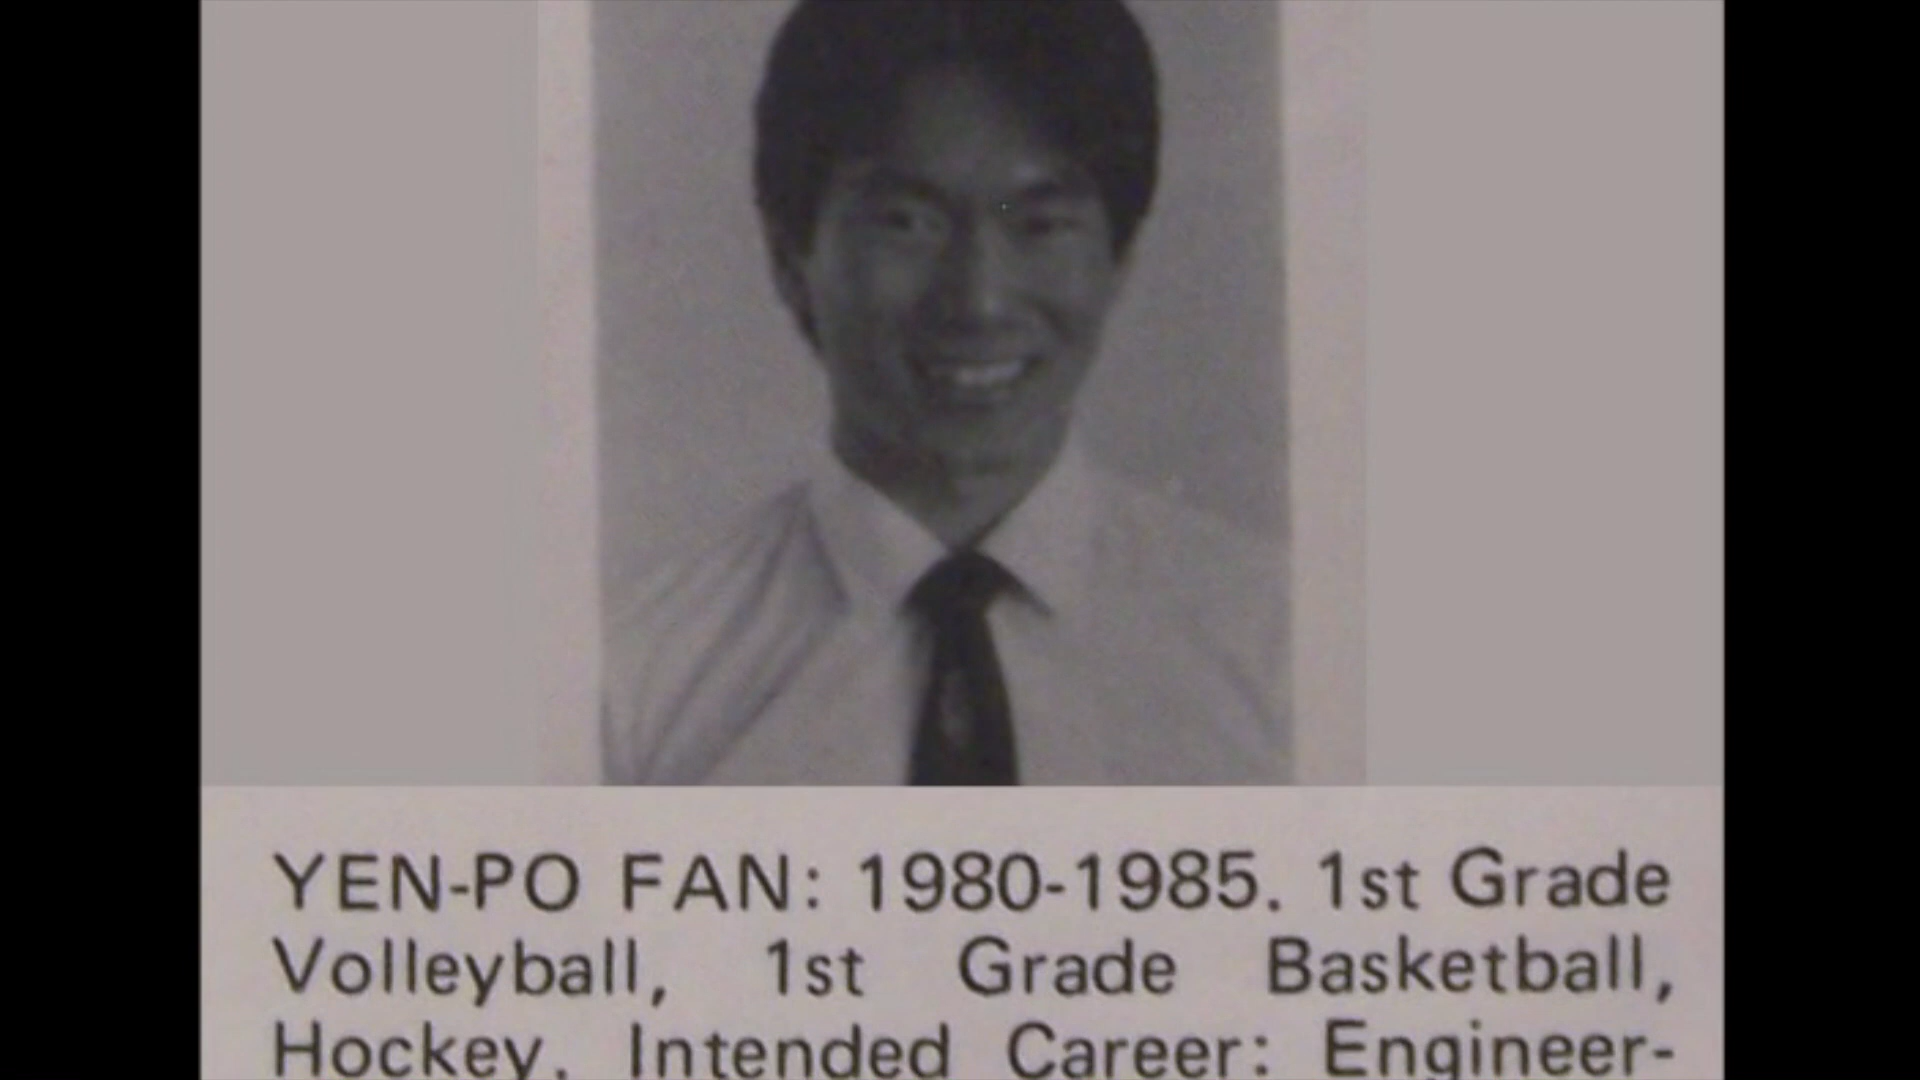 YEN-PO FAN: 1980-1985. 1st Grade
Volleyball, 1st Grade Basketball,
Hockey. Intended Career: Engineer-